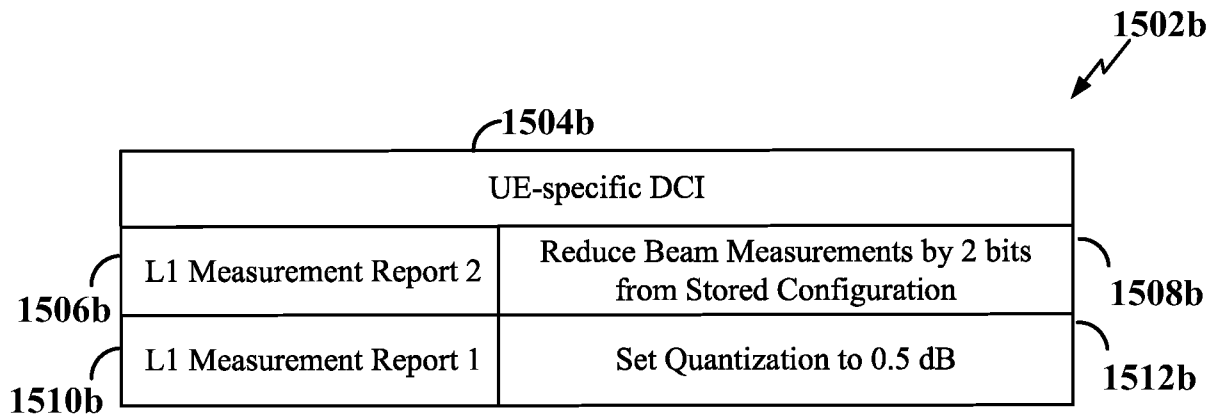 1502b
1504b
UE-specific DCI
L1 Measurement Report 2
Reduce Beam Measurements by 2 bits
from Stored Configuration
1506b
1508b
L1 Measurement Report 1
Set Quantization to 0.5 dB
1510b
1512b